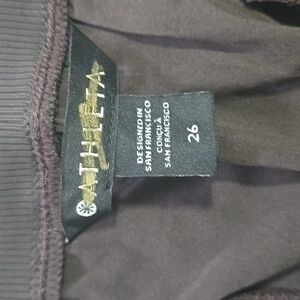 ATHLETA
DESIGNED IN
SAN FRANCISCO
CONÇU À
SAN FRANCISCO
26